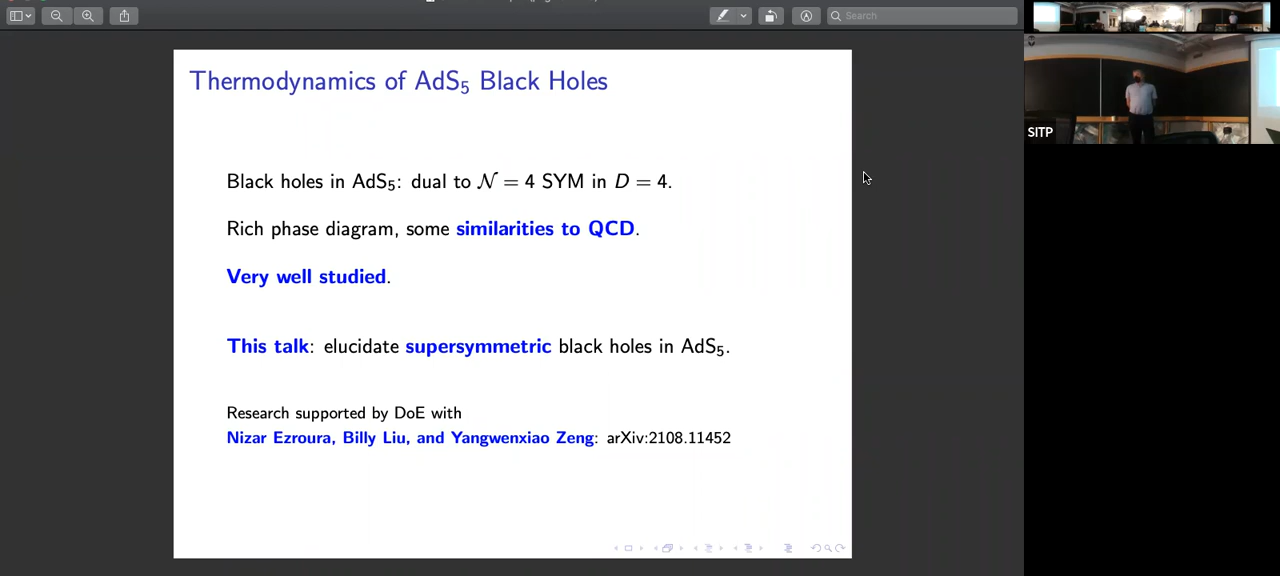 Search
Thermodynamics of AdS₅ Black Holes
Black holes in AdS₅: dual to 𝒩 = 4 SYM in D = 4.
Rich phase diagram, some similarities to QCD.
Very well studied.
This talk: elucidate supersymmetric black holes in AdS₅.
Research supported by DoE with
Nizar Ezroura, Billy Liu, and Yangwenxiao Zeng: arXiv:2108.11452
SITP